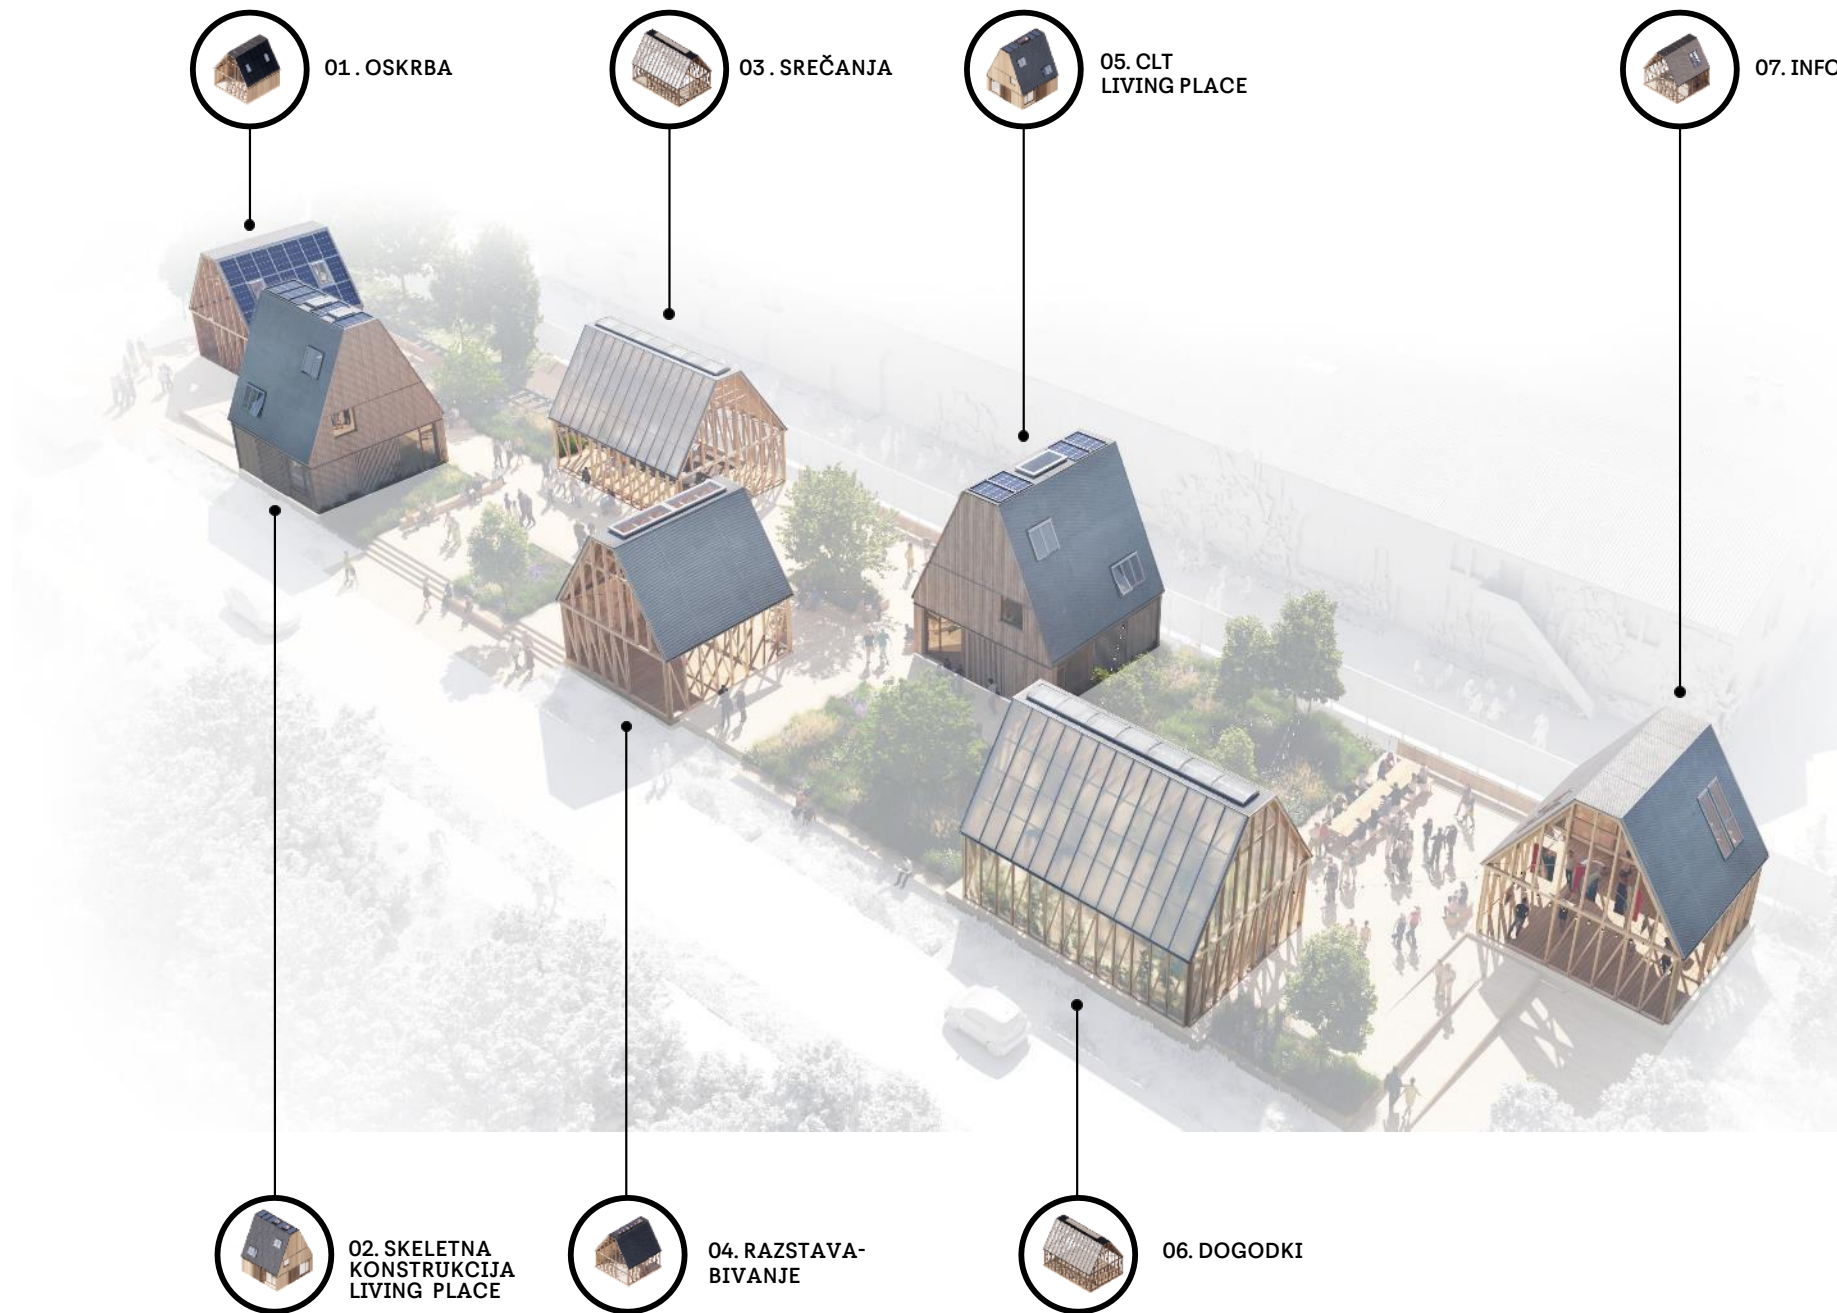 01. OSKRBA
03. SREČANJA
05. CLT
LIVING PLACE
07. INFO
02. SKELETNA
KONSTRUKCIJA
LIVING PLACE
04. RAZSTAVA-
BIVANJE
06. DOGODKI